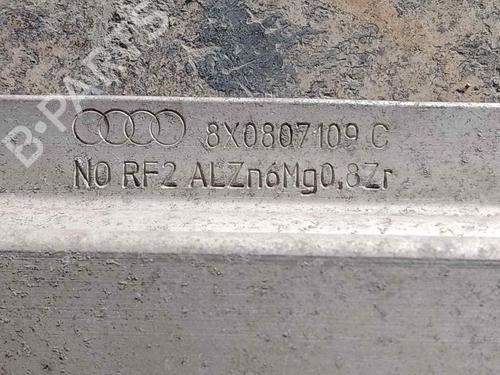 B-PARTS
8X0807109 C
NO RF2 ALZn6Mg0,8Zr